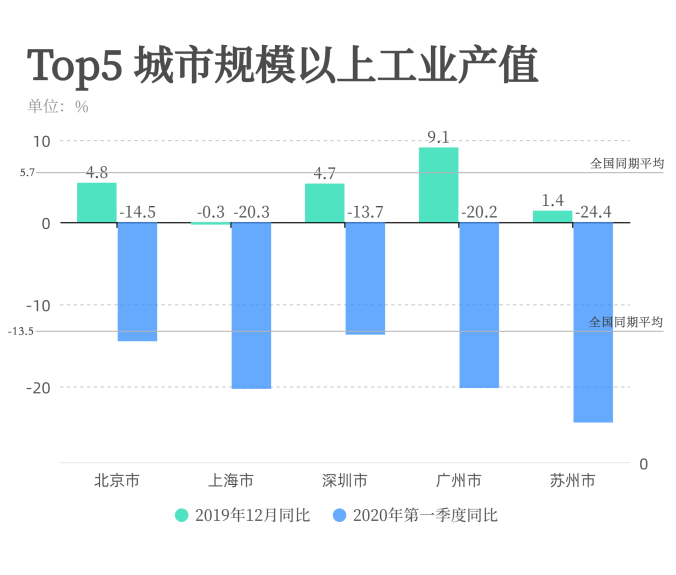 Top5 城市规模以上工业产值
单位：%
10
9.1
全国同期平均
5.7
4.8
4.7
1.4
-14.5
-0.3
-20.3
-13.7
-20.2
-24.4
0
-10
-13.5
全国同期平均
-20
0
北京市 上海市 深圳市 广州市 苏州市
2019年12月同比 2020年第一季度同比